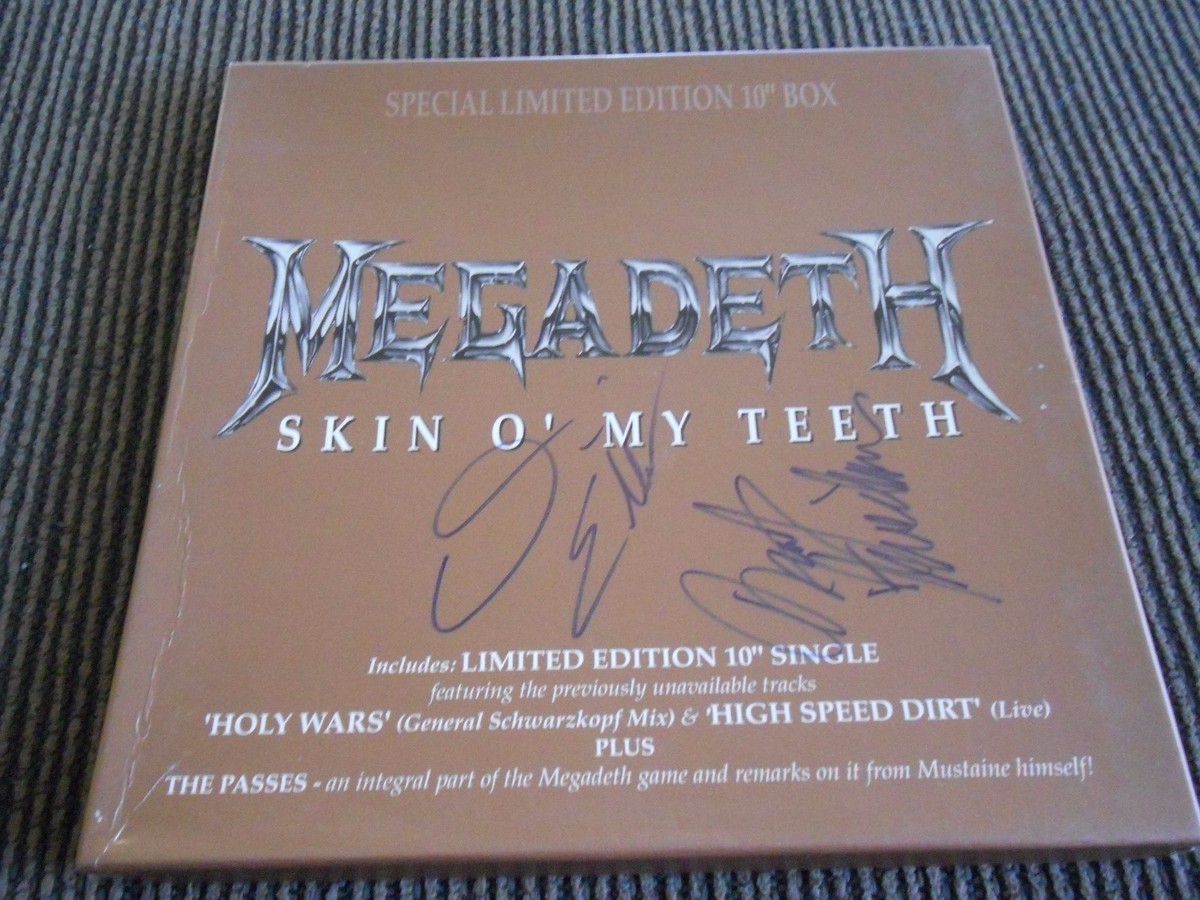 SPECIAL LIMITED EDITION 10" BOX
MEGADETH
SKIN O' MY TEETH
Includes: LIMITED EDITION 10" SINGLE
featuring the previously unavailable tracks
'HOLY WARS' (General Schwarzkopf Mix) & 'HIGH SPEED DIRT' (Live)
PLUS
THE PASSES - an integral part of the Megadeth game and remarks on it from Mustaine himself!